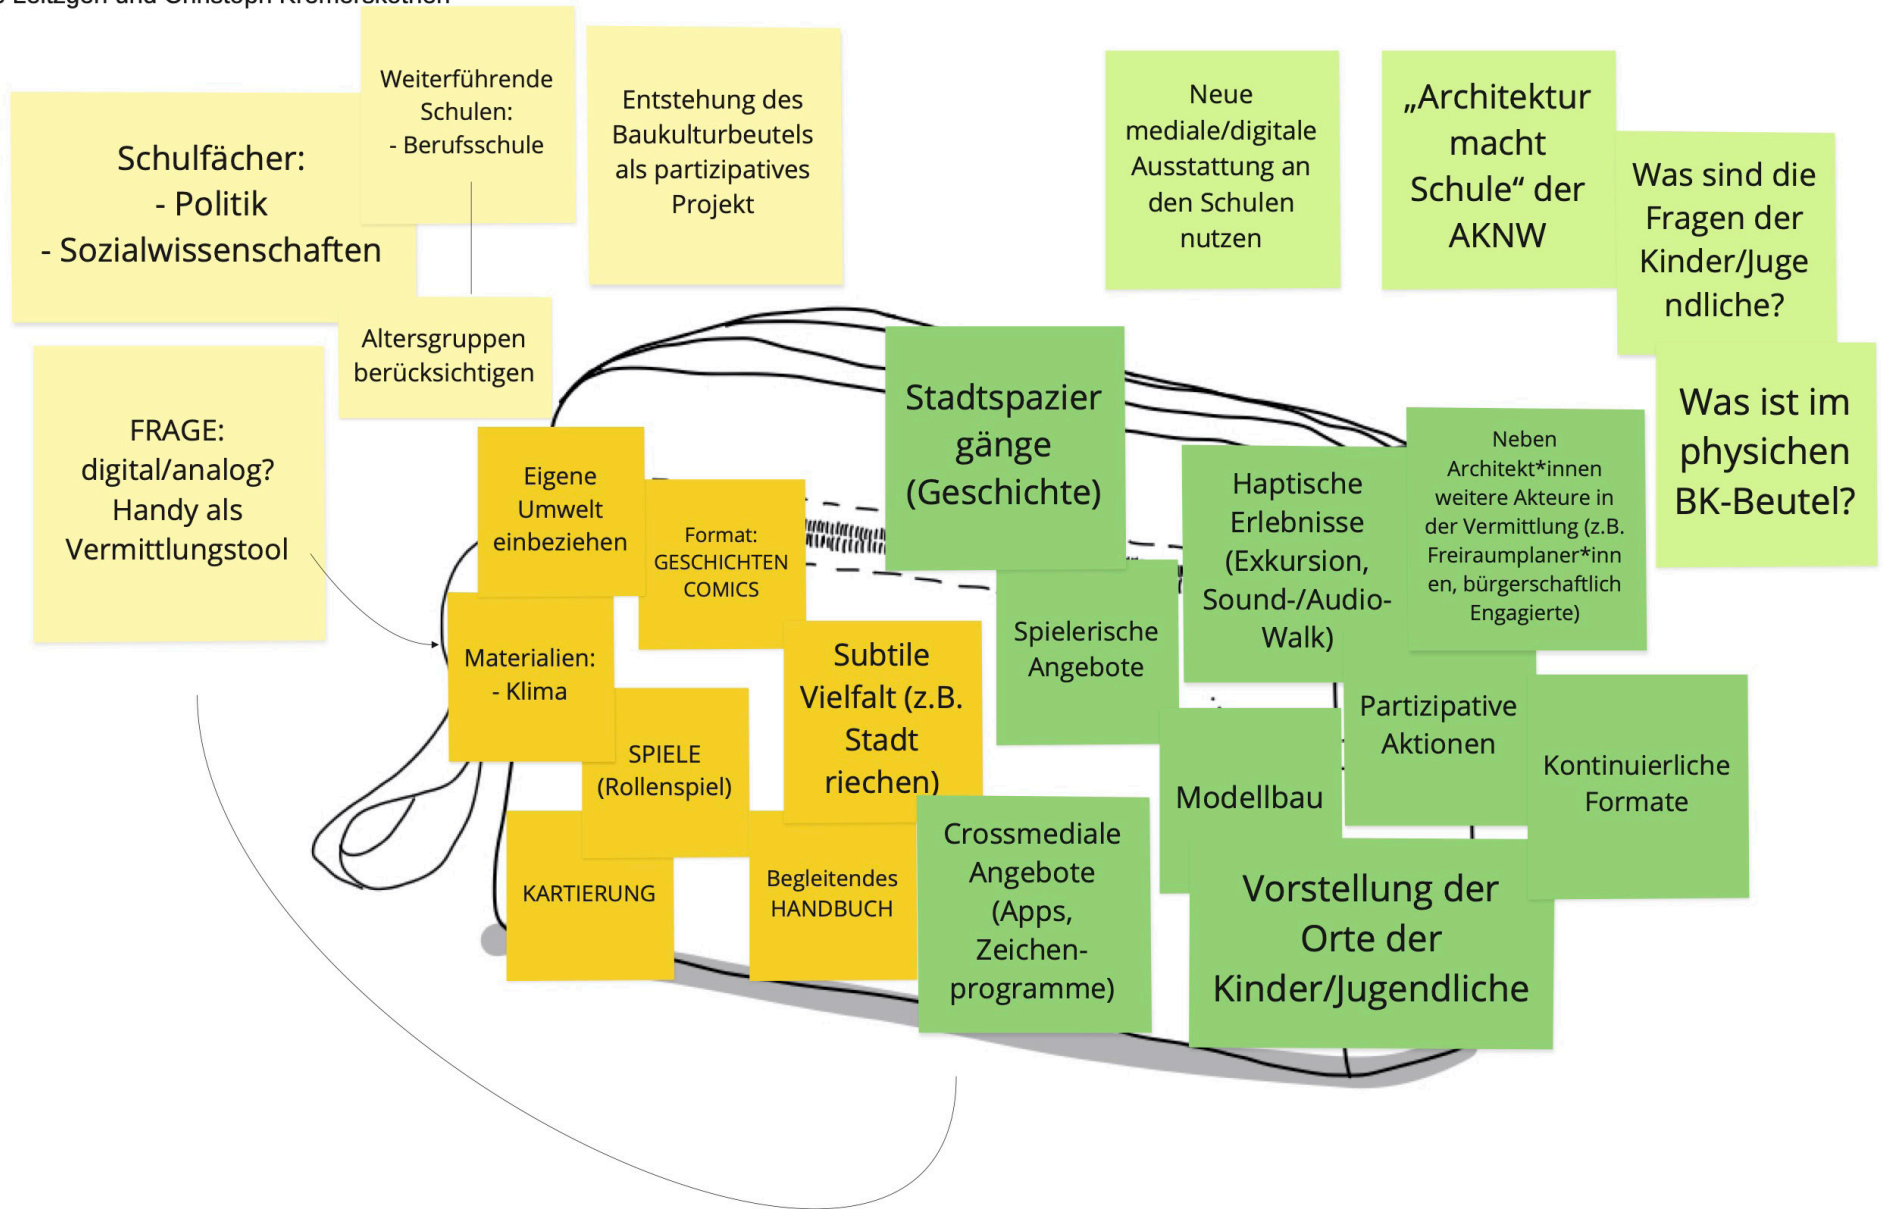 Leitzgen und Christoph Kremerskothen
Weiterführende
Schulen:
- Berufsschule
Schulfächer:
- Politik
- Sozialwissenschaften
Entstehung des
Baukulturbeutels
als partizipatives
Projekt
Altersgruppen
berücksichtigen
FRAGE:
digital/analog?
Handy als
Vermittlungstool
Neue
mediale/digitale
Ausstattung an
den Schulen
nutzen
„Architektur
macht
Schule“ der
AKNW
Was sind die
Fragen der
Kinder/Juge
ndliche?
Was ist im
physichen
BK-Beutel?
Eigene
Umwelt
einbeziehen
Format:
GESCHICHTEN
COMICS
Materialien:
- Klima
Subtile
Vielfalt (z.B.
Stadt
riechen)
SPIELE
(Rollenspiel)
KARTIERUNG
Begleitendes
HANDBUCH
Stadtspazier
gänge
(Geschichte)
Haptische
Erlebnisse
(Exkursion,
Sound-/Audio-
Walk)
Neben
Architekt*innen
weitere Akteure in
der Vermittlung (z.B.
Freiraumplaner*inn
en, bürgerschaftlich
Engagierte)
Spielerische
Angebote
Partizipative
Aktionen
Kontinuierliche
Formate
Modellbau
Crossmediale
Angebote
(Apps,
Zeichen-
programme)
Vorstellung der
Orte der
Kinder/Jugendliche